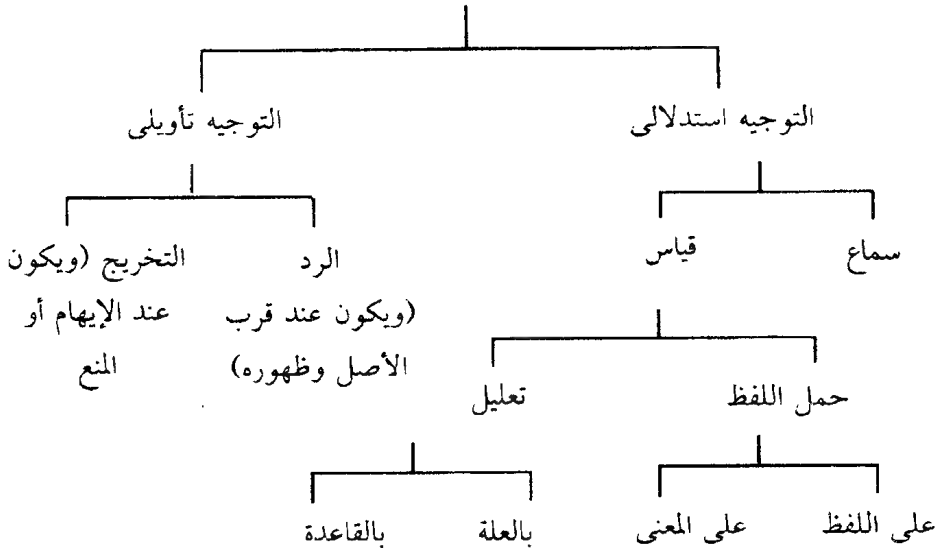 التوجيه استدلالى
التوجيه تأويلى
سماع
قياس
الرد
(ويكون عند قرب
الأصل وظهوره)
التخريج (ويكون
عند الإيهام أو
المنع
حمل اللفظ
تعليل
على اللفظ
على المعنى
بالعلة
بالقاعدة